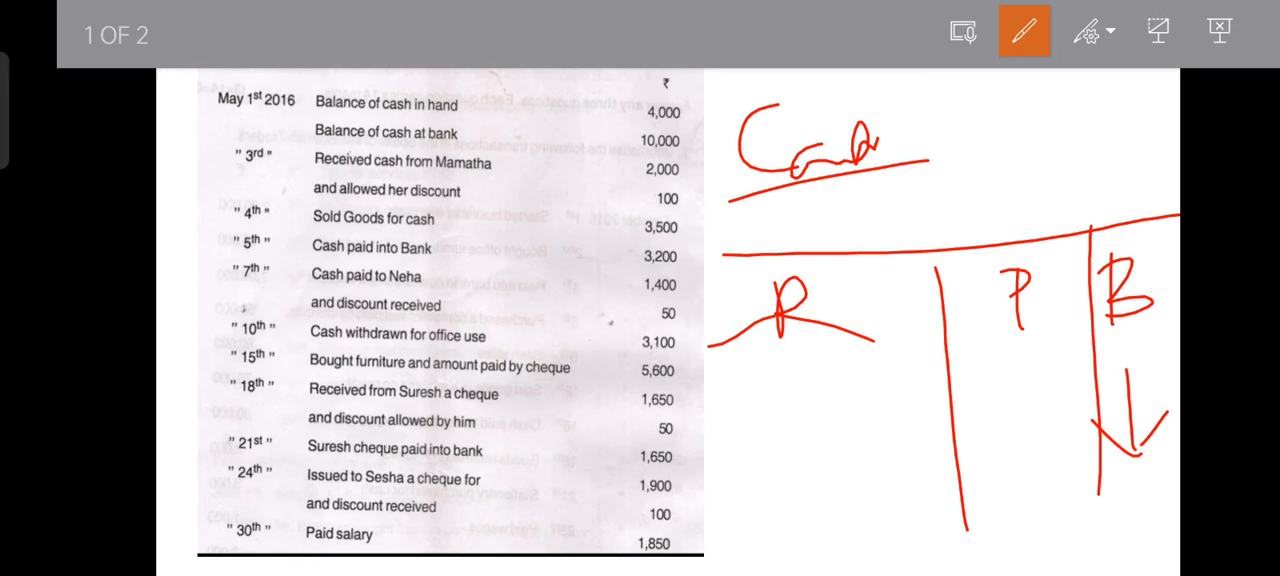 1 OF 2
₹
May 1st 2016 Balance of cash in hand 4,000
Balance of cash at bank 10,000
" 3rd " Received cash from Mamatha 2,000
and allowed her discount 100
" 4th " Sold Goods for cash 3,500
" 5th " Cash paid into Bank 3,200
" 7th " Cash paid to Neha 1,400
and discount received 50
" 10th " Cash withdrawn for office use 3,100
" 15th " Bought furniture and amount paid by cheque 5,600
" 18th " Received from Suresh a cheque 1,650
and discount allowed by him 50
" 21st " Suresh cheque paid into bank 1,650
" 24th " Issued to Sesha a cheque for 1,900
and discount received 100
" 30th " Paid salary 1,850
R P B